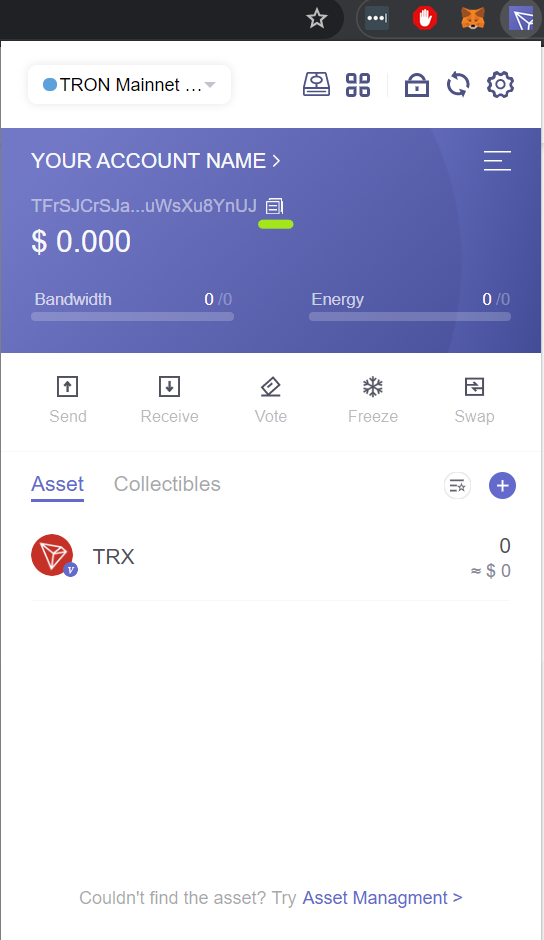 TRON Mainnet ...
YOUR ACCOUNT NAME >
TFrSJCrSJa...uWsXu8YnUJ
$ 0.000
Bandwidth 0 /0 Energy 0 /0
Send Receive Vote Freeze Swap
Asset Collectibles
TRX 0
≈ $ 0
Couldn't find the asset? Try Asset Managment >